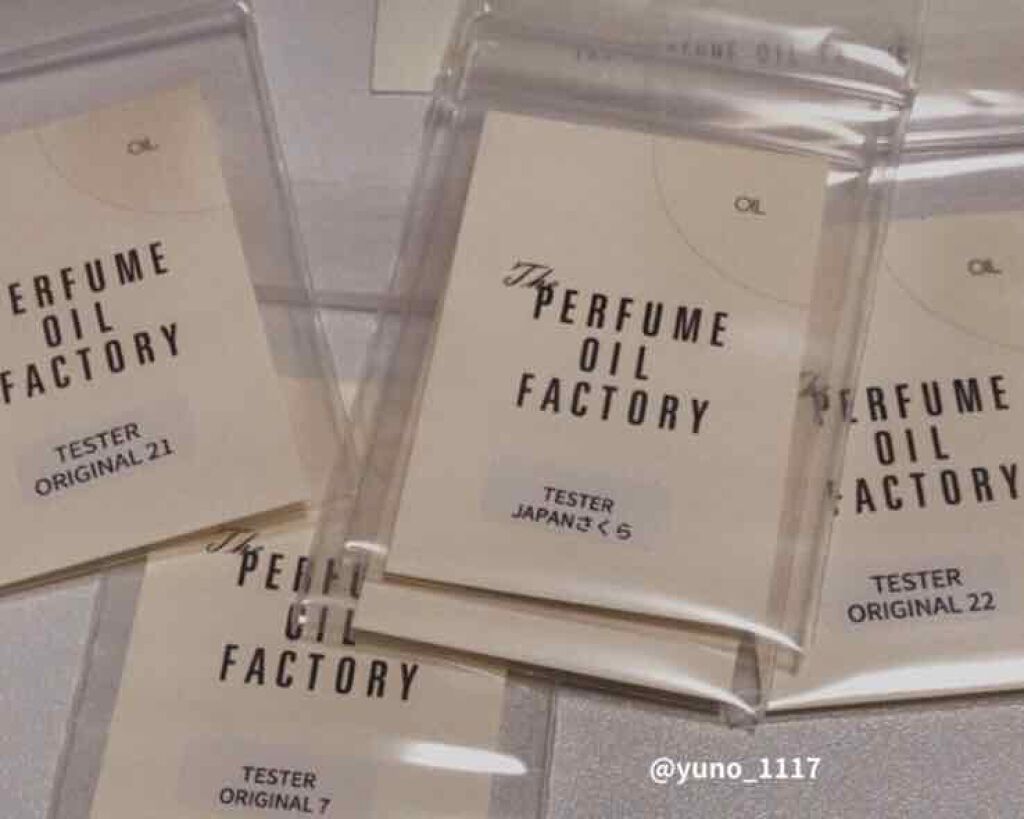 OIL
PERFUME
OIL
FACTORY
TESTER
ORIGINAL 21
OIL
The
PERFUME
OIL
FACTORY
TESTER
JAPANさくら
OIL
The
PERFUME
OIL
FACTORY
TESTER
ORIGINAL 22
The
PERFU
OIL
FACTORY
TESTER
ORIGINAL 7
@yuno_1117